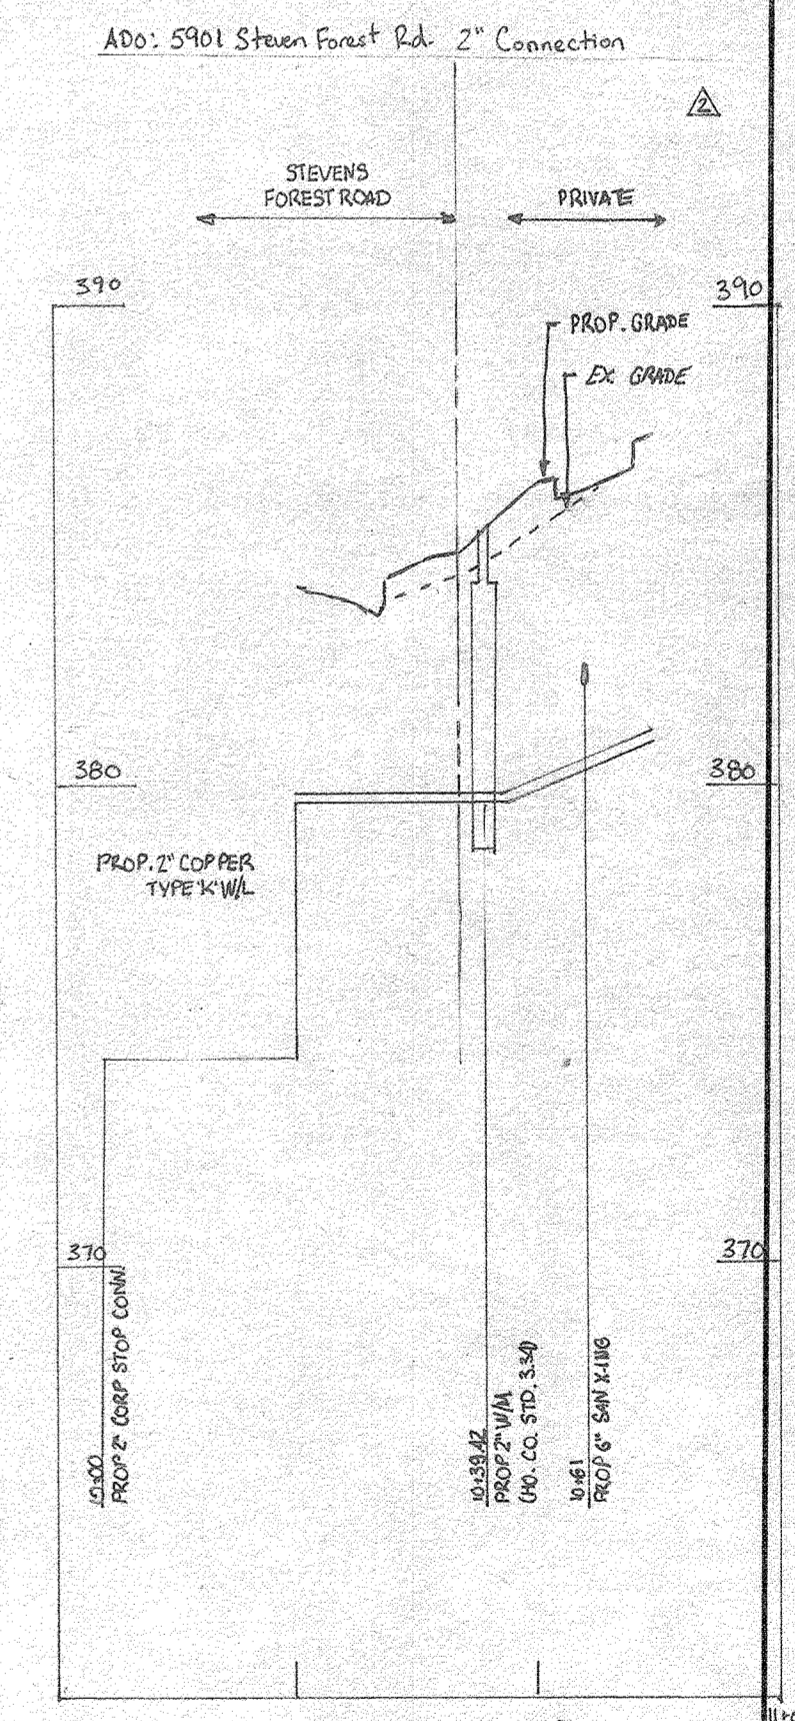 ADO: 5901 Steven Forest Rd. 2" Connection
2
STEVENS
FOREST ROAD
PRIVATE
390
390
PROP. GRADE
EX. GRADE
380
380
PROP. 2" COPPER
TYPE 'K' W/L
370
370
10+00
PROP 2" CORP STOP CONN.
10+39.42
PROP 2" W/M
(HO. CO. STD. 3.34)
10+61
PROP 6" SAN X-ING